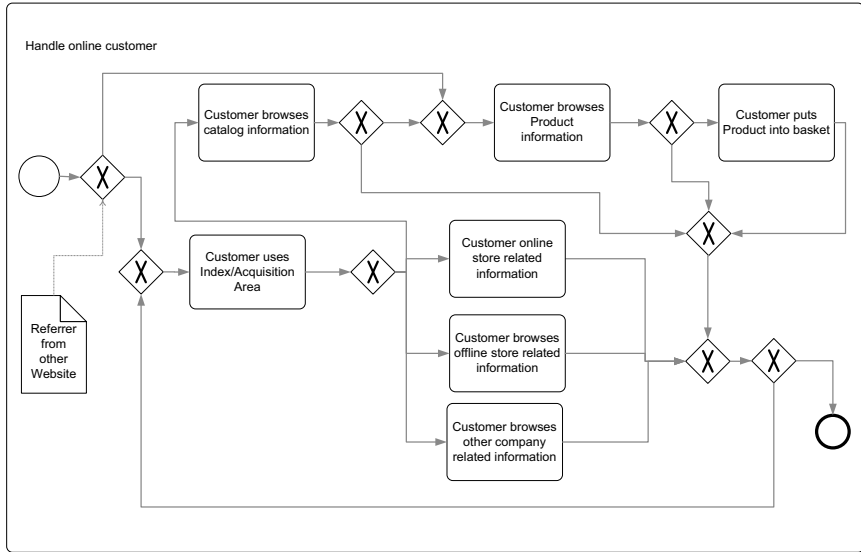 Handle online customer
Customer browses
catalog information
X
X
Customer browses
Product
information
X
Customer puts
Product into basket
X
X
X
Customer uses
Index/Acquisition
Area
X
Customer online
store related
information
Referrer
from
other
Website
Customer browses
offline store related
information
X
X
Customer browses
other company
related information